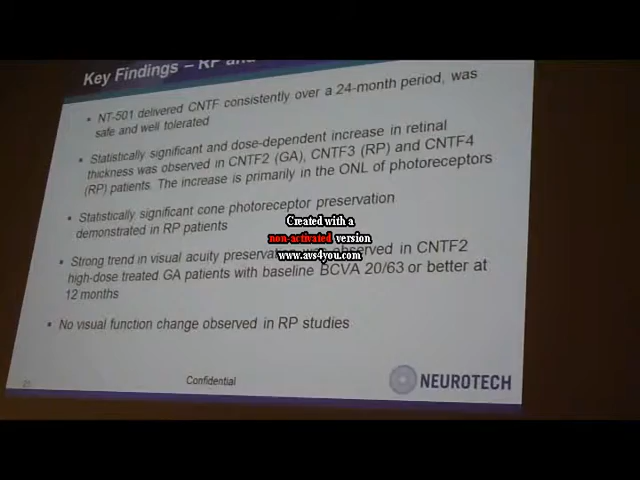 Key Findings – RP and
• NT-501 delivered CNTF consistently over a 24-month period, was
safe and well tolerated
• Statistically significant and dose-dependent increase in retinal
thickness was observed in CNTF2 (GA), CNTF3 (RP) and CNTF4
(RP) patients. The increase is primarily in the ONL of photoreceptors
• Statistically significant cone photoreceptor preservation
demonstrated in RP patients
• Strong trend in visual acuity preservation was observed in CNTF2
high-dose treated GA patients with baseline BCVA 20/63 or better at
12 months
• No visual function change observed in RP studies
Confidential
NEUROTECH
Created with a
non-activated version
www.avs4you.com